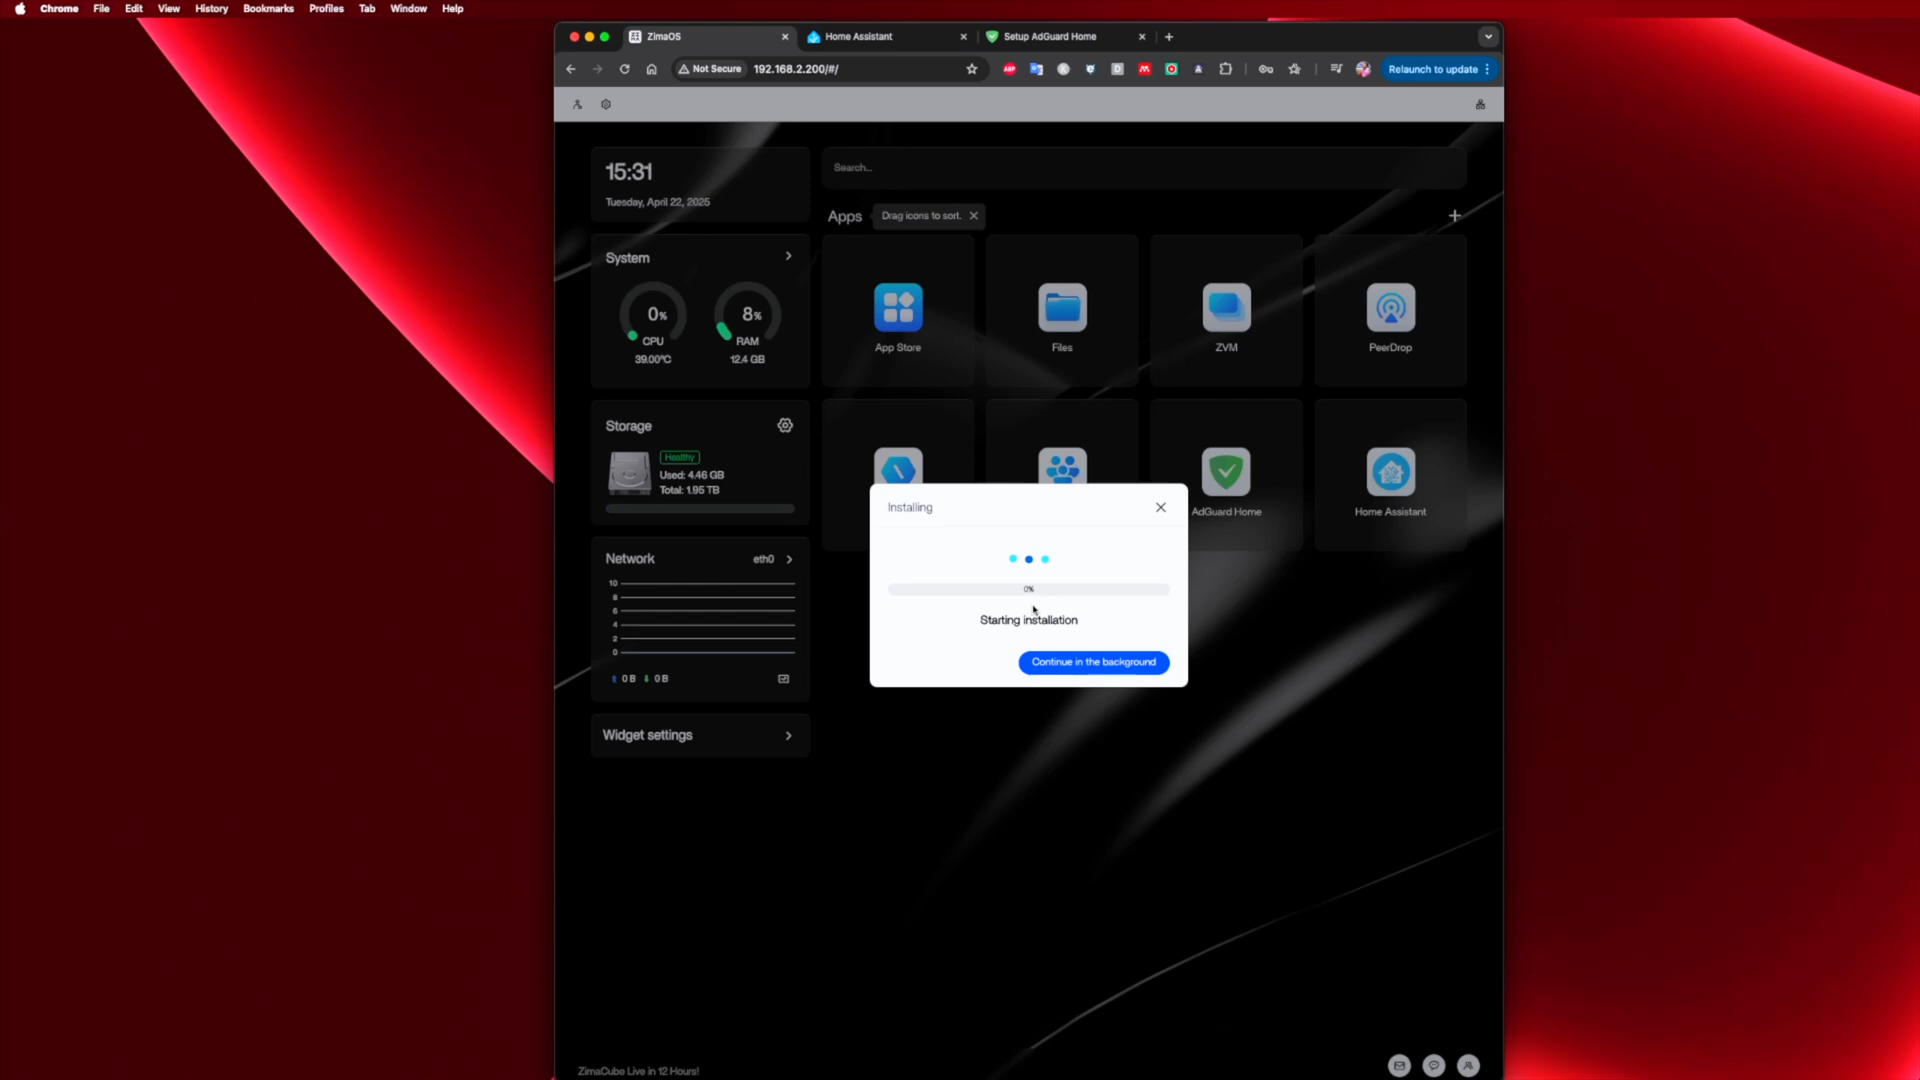 Chrome File Edit View History Bookmarks Profiles Tab Window Help
ZimaOS
Home Assistant
Setup AdGuard Home
Not Secure
192.168.2.200/#/
ABP
D
Relaunch to update
15:31
Tuesday, April 22, 2025
Search...
Apps
Drag icons to sort.
System
0%
CPU
39.00°C
8%
RAM
12.4 GB
App Store
Files
ZVM
PeerDrop
Storage
Healthy
Used: 4.46 GB
Total: 1.95 TB
AdGuard Home
Home Assistant
Installing
0%
Starting installation
Continue in the background
Network
eth0
10
8
6
4
2
0
0 B
0 B
Widget settings
ZimaCube Live in 12 Hours!